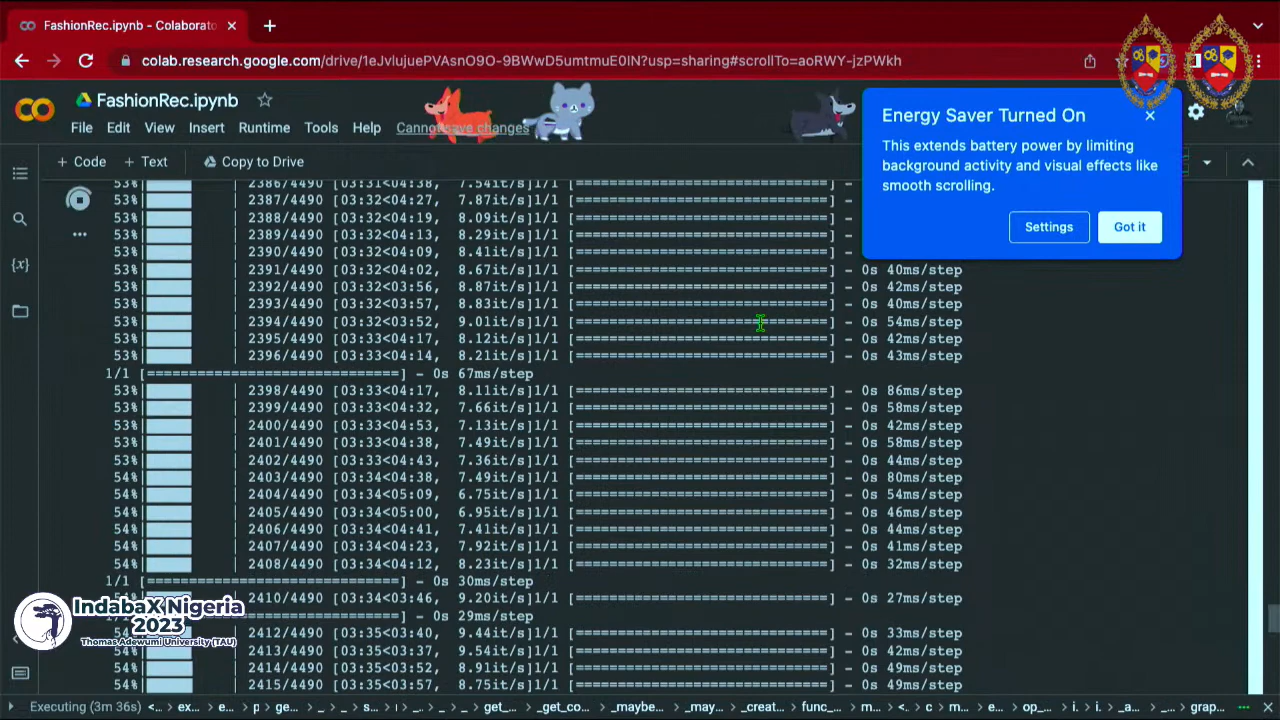 FashionRec.ipynb - Colaborato
colab.research.google.com/drive/1eJvlujuePVAsnO9O-9BWwD5umtmuE0IN?usp=sharing#scrollTo=aoRWY-jzPWkh
FashionRec.ipynb
File Edit View Insert Runtime Tools Help Cannot save changes
+ Code + Text Copy to Drive
Energy Saver Turned On
This extends battery power by limiting
background activity and visual effects like
smooth scrolling.
Settings Got it
53%| | 2386/4490 [03:31<04:38, 7.54it/s]1/1 [==============================] -
53%| | 2387/4490 [03:32<04:27, 7.87it/s]1/1 [==============================] -
53%| | 2388/4490 [03:32<04:19, 8.09it/s]1/1 [==============================] -
53%| | 2389/4490 [03:32<04:14, 8.29it/s]1/1 [==============================] -
53%| | 2390/4490 [03:32<04:09, 8.41it/s]1/1 [==============================] -
53%| | 2391/4490 [03:32<04:02, 8.67it/s]1/1 [==============================] - 0s 40ms/step
53%| | 2392/4490 [03:32<03:56, 8.87it/s]1/1 [==============================] - 0s 42ms/step
53%| | 2393/4490 [03:32<03:57, 8.83it/s]1/1 [==============================] - 0s 40ms/step
53%| | 2394/4490 [03:32<03:52, 9.01it/s]1/1 [==============================] - 0s 54ms/step
53%| | 2395/4490 [03:32<04:17, 8.12it/s]1/1 [==============================] - 0s 42ms/step
53%| | 2396/4490 [03:33<04:14, 8.21it/s]1/1 [==============================] - 0s 43ms/step
1/1 [==============================] - 0s 67ms/step
53%| | 2398/4490 [03:33<04:17, 8.11it/s]1/1 [==============================] - 0s 86ms/step
53%| | 2399/4490 [03:33<04:32, 7.66it/s]1/1 [==============================] - 0s 58ms/step
53%| | 2400/4490 [03:33<04:53, 7.13it/s]1/1 [==============================] - 0s 42ms/step
53%| | 2401/4490 [03:33<04:38, 7.49it/s]1/1 [==============================] - 0s 58ms/step
53%| | 2402/4490 [03:33<04:43, 7.36it/s]1/1 [==============================] - 0s 44ms/step
54%| | 2403/4490 [03:34<04:38, 7.49it/s]1/1 [==============================] - 0s 80ms/step
54%| | 2404/4490 [03:34<05:09, 6.75it/s]1/1 [==============================] - 0s 54ms/step
54%| | 2405/4490 [03:34<05:00, 6.95it/s]1/1 [==============================] - 0s 46ms/step
54%| | 2406/4490 [03:34<04:41, 7.41it/s]1/1 [==============================] - 0s 44ms/step
54%| | 2407/4490 [03:34<04:23, 7.92it/s]1/1 [==============================] - 0s 41ms/step
54%| | 2408/4490 [03:34<04:12, 8.23it/s]1/1 [==============================] - 0s 32ms/step
1/1 [==============================] - 0s 30ms/step
| 2410/4490 [03:34<03:46, 9.20it/s]1/1 [==============================] - 0s 27ms/step
==============================] - 0s 29ms/step
| 2412/4490 [03:35<03:40, 9.44it/s]1/1 [==============================] - 0s 33ms/step
54%| | 2413/4490 [03:35<03:37, 9.54it/s]1/1 [==============================] - 0s 42ms/step
54%| | 2414/4490 [03:35<03:52, 8.91it/s]1/1 [==============================] - 0s 49ms/step
54%| | 2415/4490 [03:35<03:57, 8.75it/s]1/1 [==============================] - 0s 49ms/step
IndabaX Nigeria
2023
Thomas Adewumi University (TAU)
Executing (3m 36s) <... ex... e... p ge... _ _ s... _ _ _ get_... _get_co... _maybe... _may... _creat... func_... m... <. c m... e... op_... i. i. _a... _... grap...